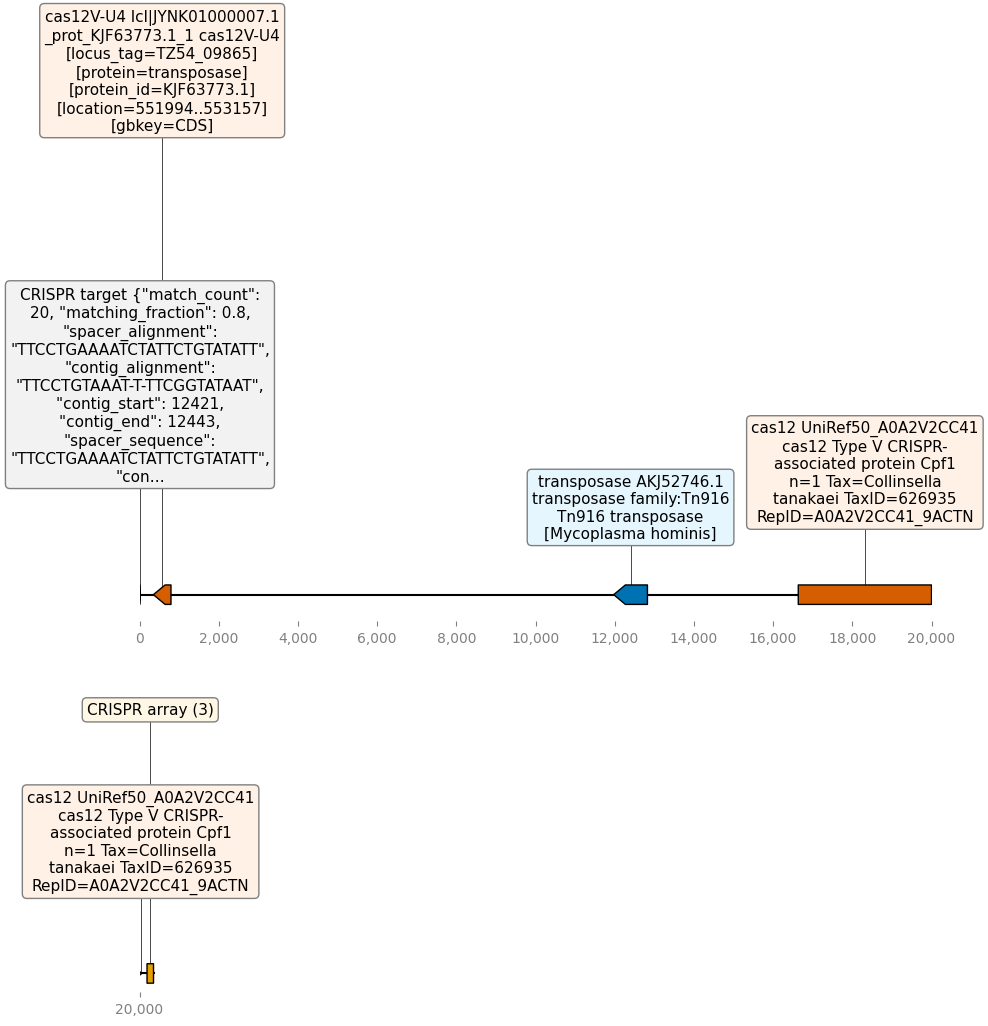 cas12V-U4 lcl|JYNK01000007.1
_prot_KJF63773.1_1 cas12V-U4
[locus_tag=TZ54_09865]
[protein=transposase]
[protein_id=KJF63773.1]
[location=551994..553157]
[gbkey=CDS]
CRISPR target {"match_count":
20, "matching_fraction": 0.8,
"spacer_alignment":
"TTCCTGAAAATCTATTCTGTATATT",
"contig_alignment":
"TTCCTGTAAAT-T-TTCGGTATAAT",
"contig_start": 12421,
"contig_end": 12443,
"spacer_sequence":
"TTCCTGAAAATCTATTCTGTATATT",
"con...
cas12 UniRef50_A0A2V2CC41
cas12 Type V CRISPR-
associated protein Cpf1
n=1 Tax=Collinsella
tanakaei TaxID=626935
RepID=A0A2V2CC41_9ACTN
transposase AKJ52746.1
transposase family:Tn916
Tn916 transposase
[Mycoplasma hominis]
0
2,000
4,000
6,000
8,000
10,000
12,000
14,000
16,000
18,000
20,000
CRISPR array (3)
cas12 UniRef50_A0A2V2CC41
cas12 Type V CRISPR-
associated protein Cpf1
n=1 Tax=Collinsella
tanakaei TaxID=626935
RepID=A0A2V2CC41_9ACTN
20,000